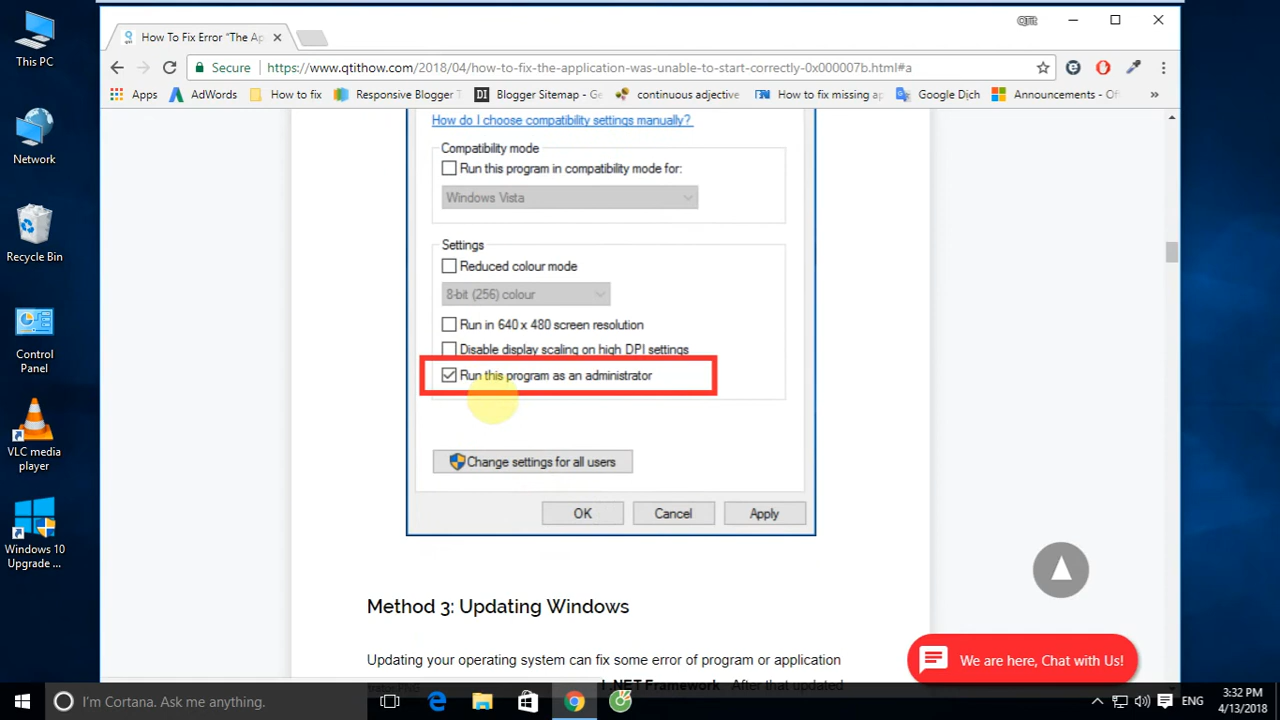 This PC
Network
Recycle Bin
Control
Panel
VLC media
player
Windows 10
Upgrade ...
QTit
How To Fix Error "The Ap
Secure
https://www.qtithow.com/2018/04/how-to-fix-the-application-was-unable-to-start-correctly-0x000007b.html#a
Apps
AdWords
How to fix
Responsive Blogger T
DI
Blogger Sitemap - Ge
continuous adjective
How to fix missing ap
Google Dịch
Announcements - Of
»
How do I choose compatibility settings manually?
Compatibility mode
Run this program in compatibility mode for:
Windows Vista
Settings
Reduced colour mode
8-bit (256) colour
Run in 640 x 480 screen resolution
Disable display scaling on high DPI settings
Run this program as an administrator
Change settings for all users
OK
Cancel
Apply
Method 3: Updating Windows
Updating your operating system can fix some error of program or application
.NET Framework
After that updated
We are here, Chat with Us!
I'm Cortana. Ask me anything.
ENG
3:32 PM
4/13/2018